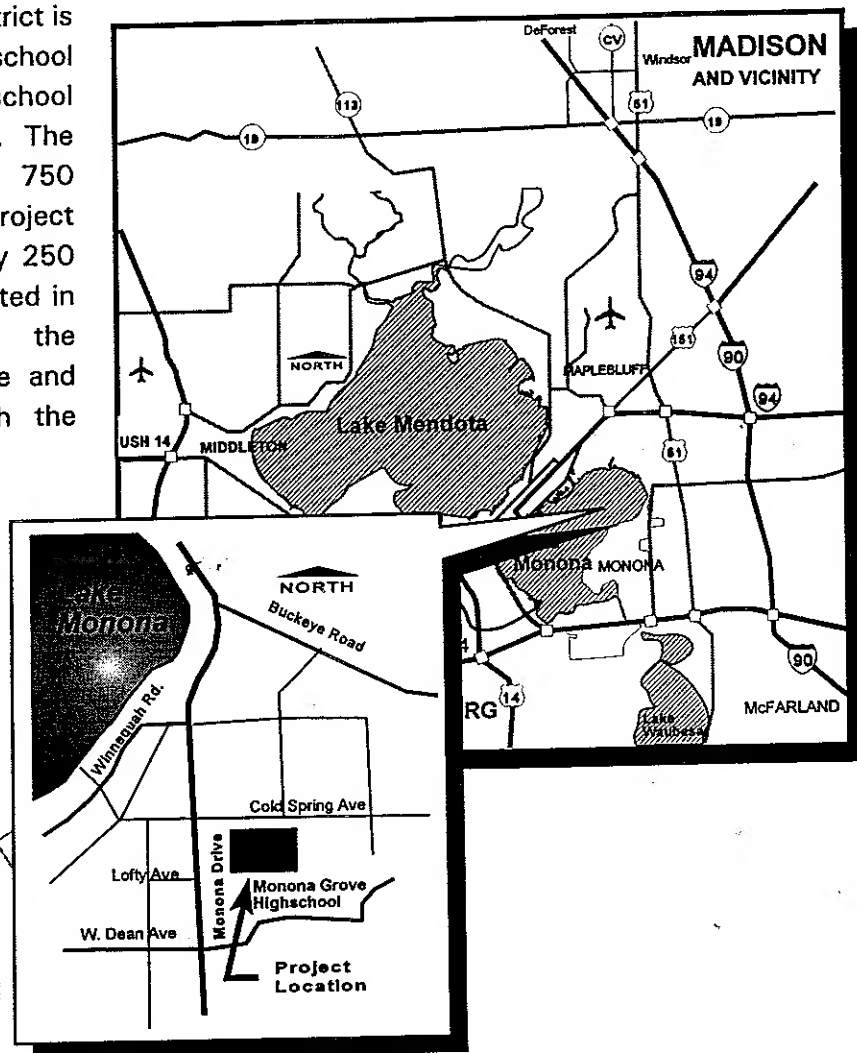 trict is
school
school
. The
750
roject
y 250
ted in
the
e and
h the
MADISON
AND VICINITY
DeForest
CV
Windsor
51
113
19
19
94
151
90
94
NORTH
MAPLEBLUFF
Lake Mendota
USH 14
MIDDLETON
51
Monona
MONONA
90
14
RG
McFARLAND
Lake
Waubesa
Lake
Monona
NORTH
Buckeye Road
Winnequah Rd.
Cold Spring Ave
Monona Drive
Lofty Ave
Monona Grove
Highschool
W. Dean Ave
Project
Location